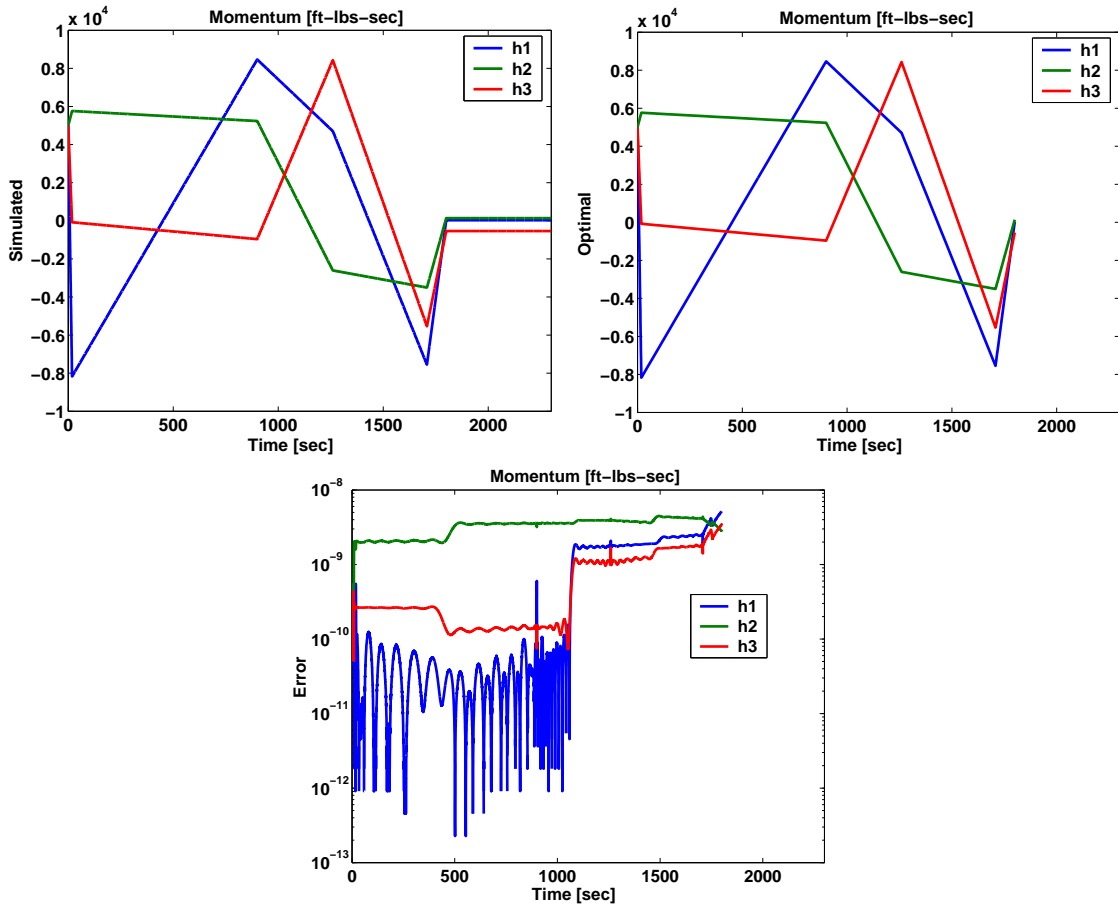 x 10^4
Momentum [ft−lbs−sec]
1
0.8
0.6
0.4
0.2
0
−0.2
−0.4
−0.6
−0.8
−1
Simulated
0
500
1000
1500
2000
Time [sec]
h1
h2
h3
x 10^4
Momentum [ft−lbs−sec]
1
0.8
0.6
0.4
0.2
0
−0.2
−0.4
−0.6
−0.8
−1
Optimal
0
500
1000
1500
2000
Time [sec]
h1
h2
h3
Momentum [ft−lbs−sec]
10^−8
10^−9
10^−10
10^−11
10^−12
10^−13
Error
0
500
1000
1500
2000
Time [sec]
h1
h2
h3